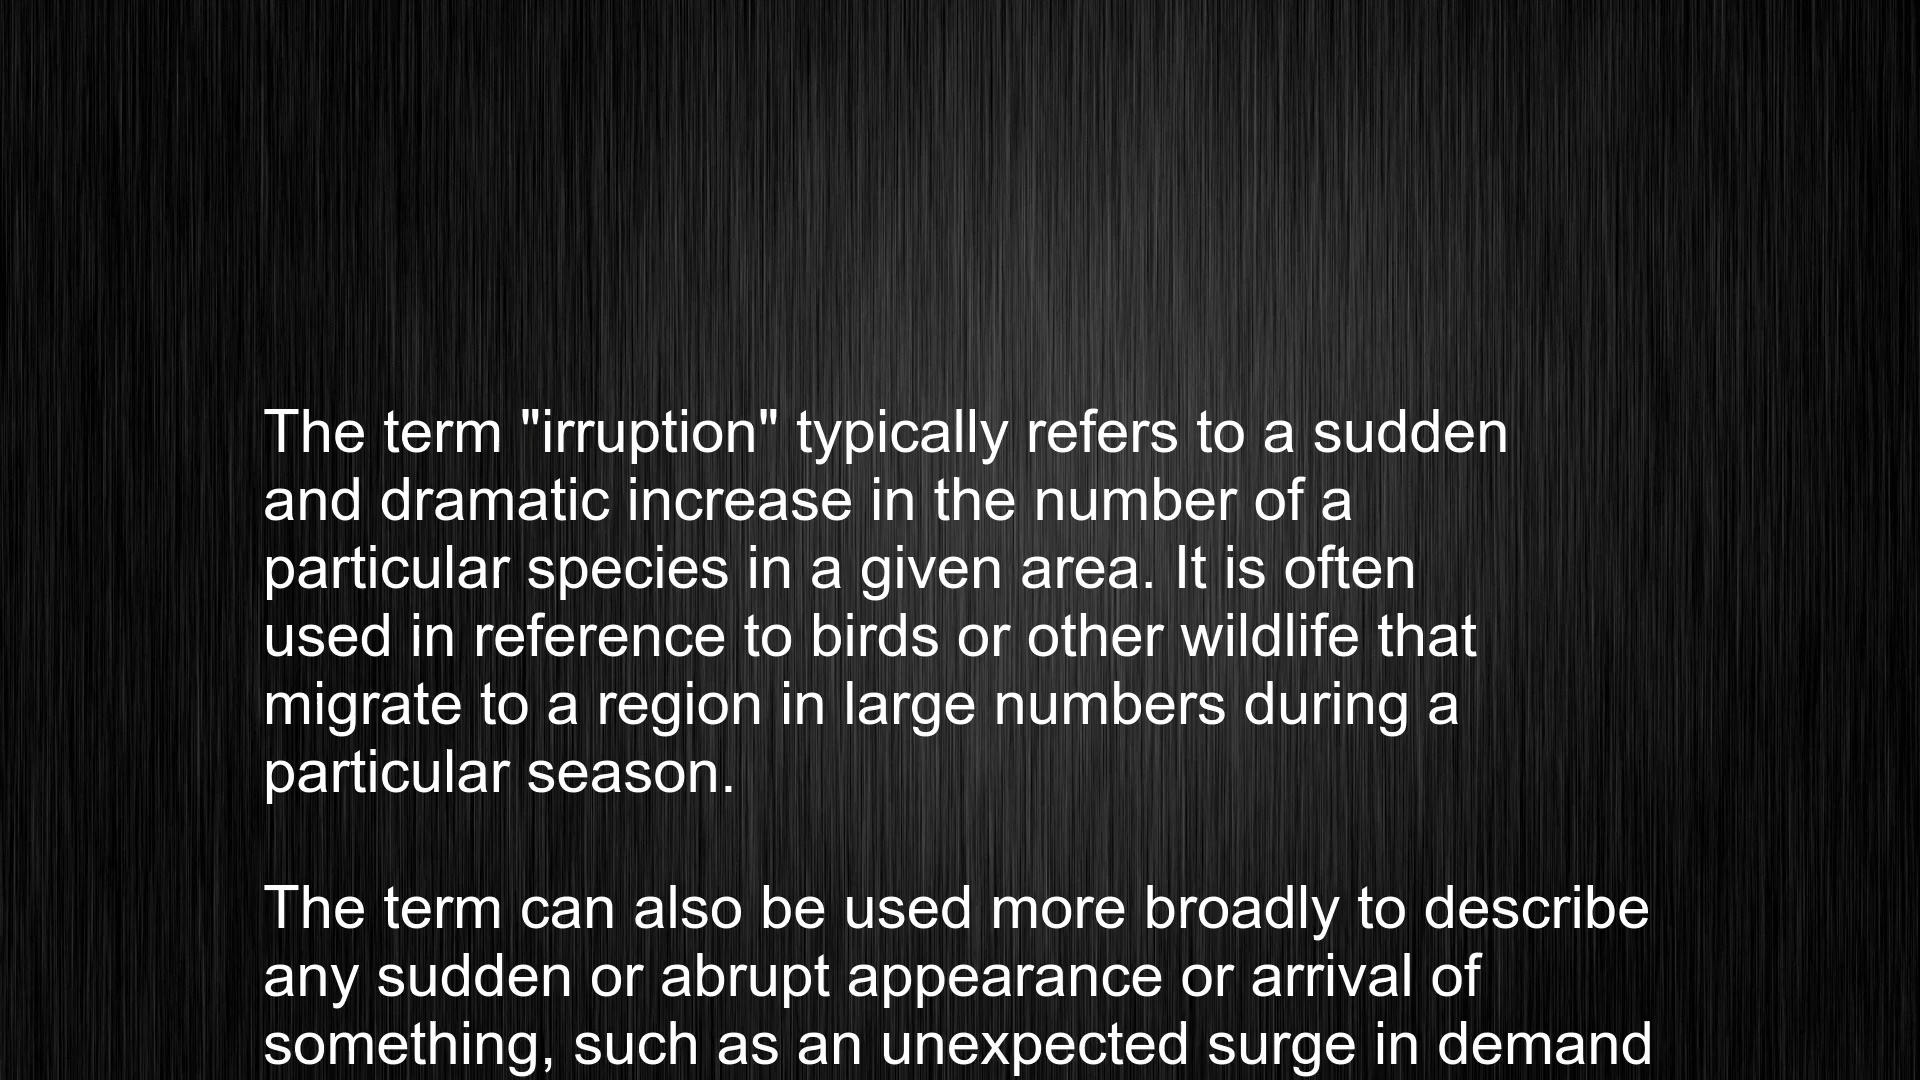 The term "irruption" typically refers to a sudden
and dramatic increase in the number of a
particular species in a given area. It is often
used in reference to birds or other wildlife that
migrate to a region in large numbers during a
particular season.
The term can also be used more broadly to describe
any sudden or abrupt appearance or arrival of
something, such as an unexpected surge in demand